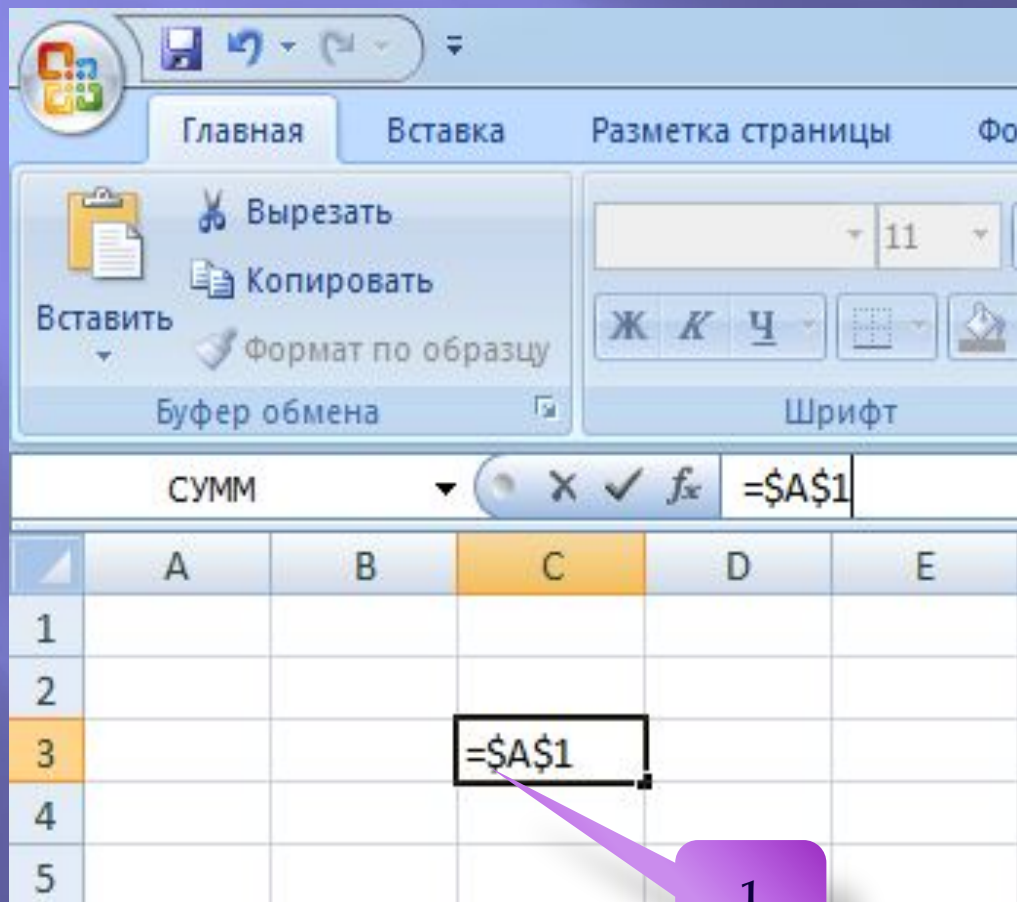 Главная Вставка Разметка страницы Фо
Вырезать
Копировать
Вставить
Формат по образцу
Буфер обмена
11
Ж К Ч
Шрифт
СУММ fx =$A$1
A B C D E
1
2
3 =$A$1
4
5
1